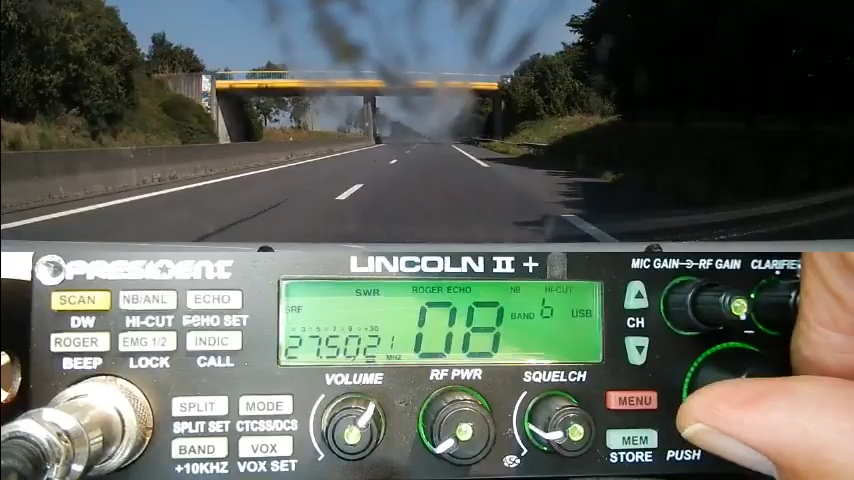 PRESIDENT LINCOLN II + MIC GAIN RF GAIN CLARIFIE
SCAN NB/ANL ECHO
DW HI-CUT ECHO SET
ROGER EMG 1/2 INDIC
BEEP LOCK CALL
SWR ROGER ECHO NB HI-CUT
RF 08 BAND b USB
27.502 MHZ
CH
VOLUME RF PWR SQUELCH
SPLIT MODE
SPLIT SET CTCSS/DCS
BAND VOX
+10KHZ VOX SET
MENU
MEM
STORE PUSH